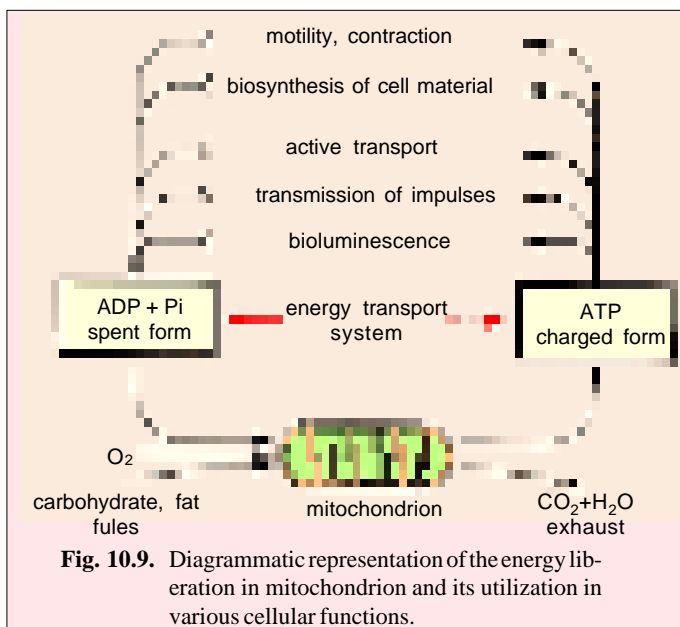 motility, contraction
biosynthesis of cell material
active transport
transmission of impulses
bioluminescence
ADP + Pi
spent form
energy transport
system
ATP
charged form
O₂
carbohydrate, fat
fules
mitochondrion
CO₂+H₂O
exhaust
Fig. 10.9. Diagrammatic representation of the energy lib-
eration in mitochondrion and its utilization in
various cellular functions.